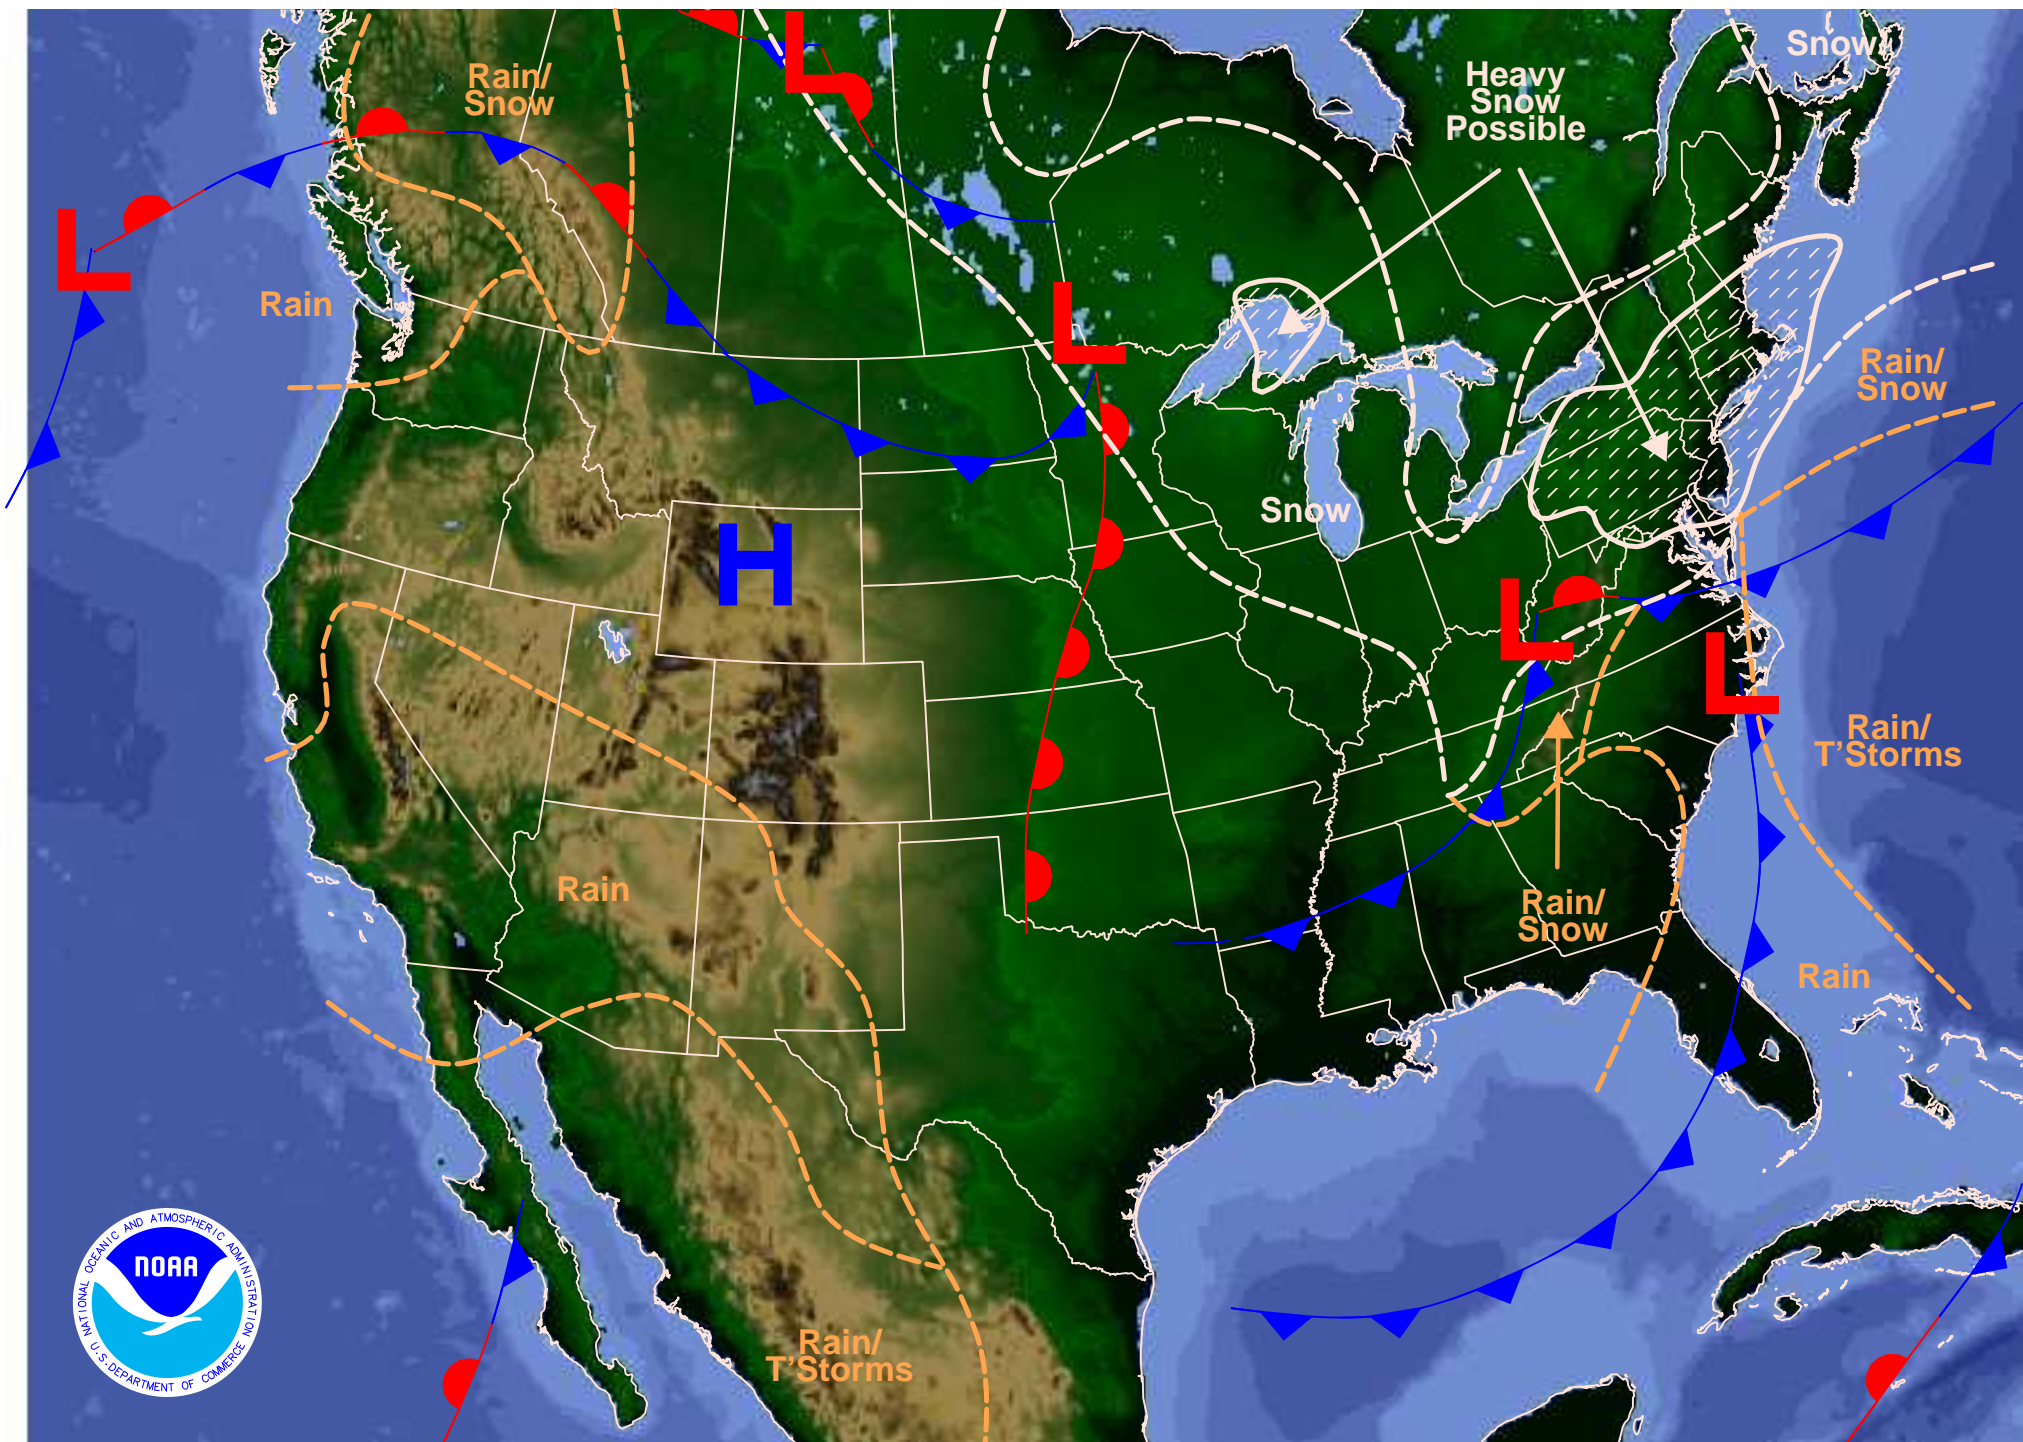 Snow
Rain/
Snow
Heavy
Snow
Possible
L
L
Rain
L
Rain/
Snow
Snow
H
L
L
Rain/
T'Storms
Rain
Rain/
Snow
Rain
Rain/
T'Storms
NATIONAL OCEANIC AND ATMOSPHERIC ADMINISTRATION
NOAA
U.S. DEPARTMENT OF COMMERCE